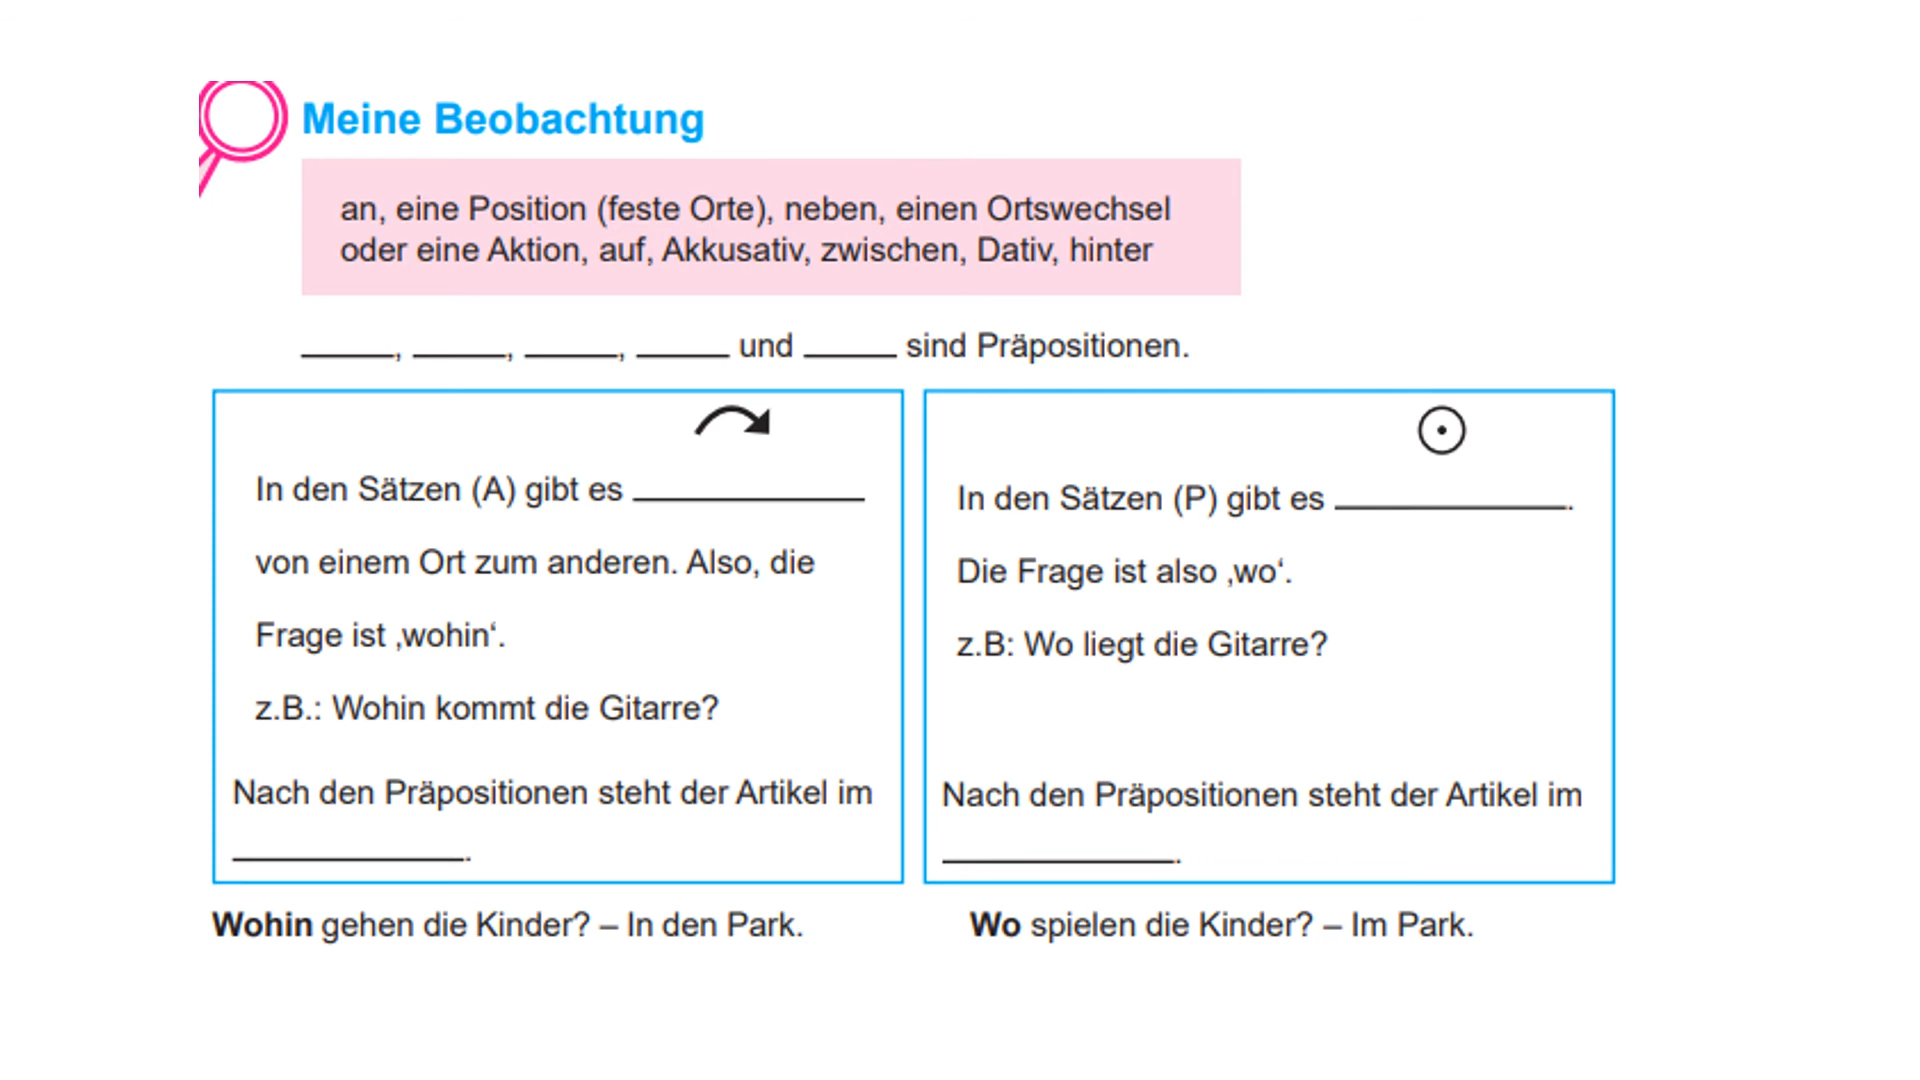 Meine Beobachtung
an, eine Position (feste Orte), neben, einen Ortswechsel
oder eine Aktion, auf, Akkusativ, zwischen, Dativ, hinter
_____, _____, _____, _____ und _____ sind Präpositionen.
In den Sätzen (A) gibt es _____________
von einem Ort zum anderen. Also, die
Frage ist ‚wohin‘.
z.B.: Wohin kommt die Gitarre?
Nach den Präpositionen steht der Artikel im
_____________.
In den Sätzen (P) gibt es _____________.
Die Frage ist also ‚wo‘.
z.B: Wo liegt die Gitarre?
Nach den Präpositionen steht der Artikel im
_____________.
Wohin gehen die Kinder? – In den Park.
Wo spielen die Kinder? – Im Park.